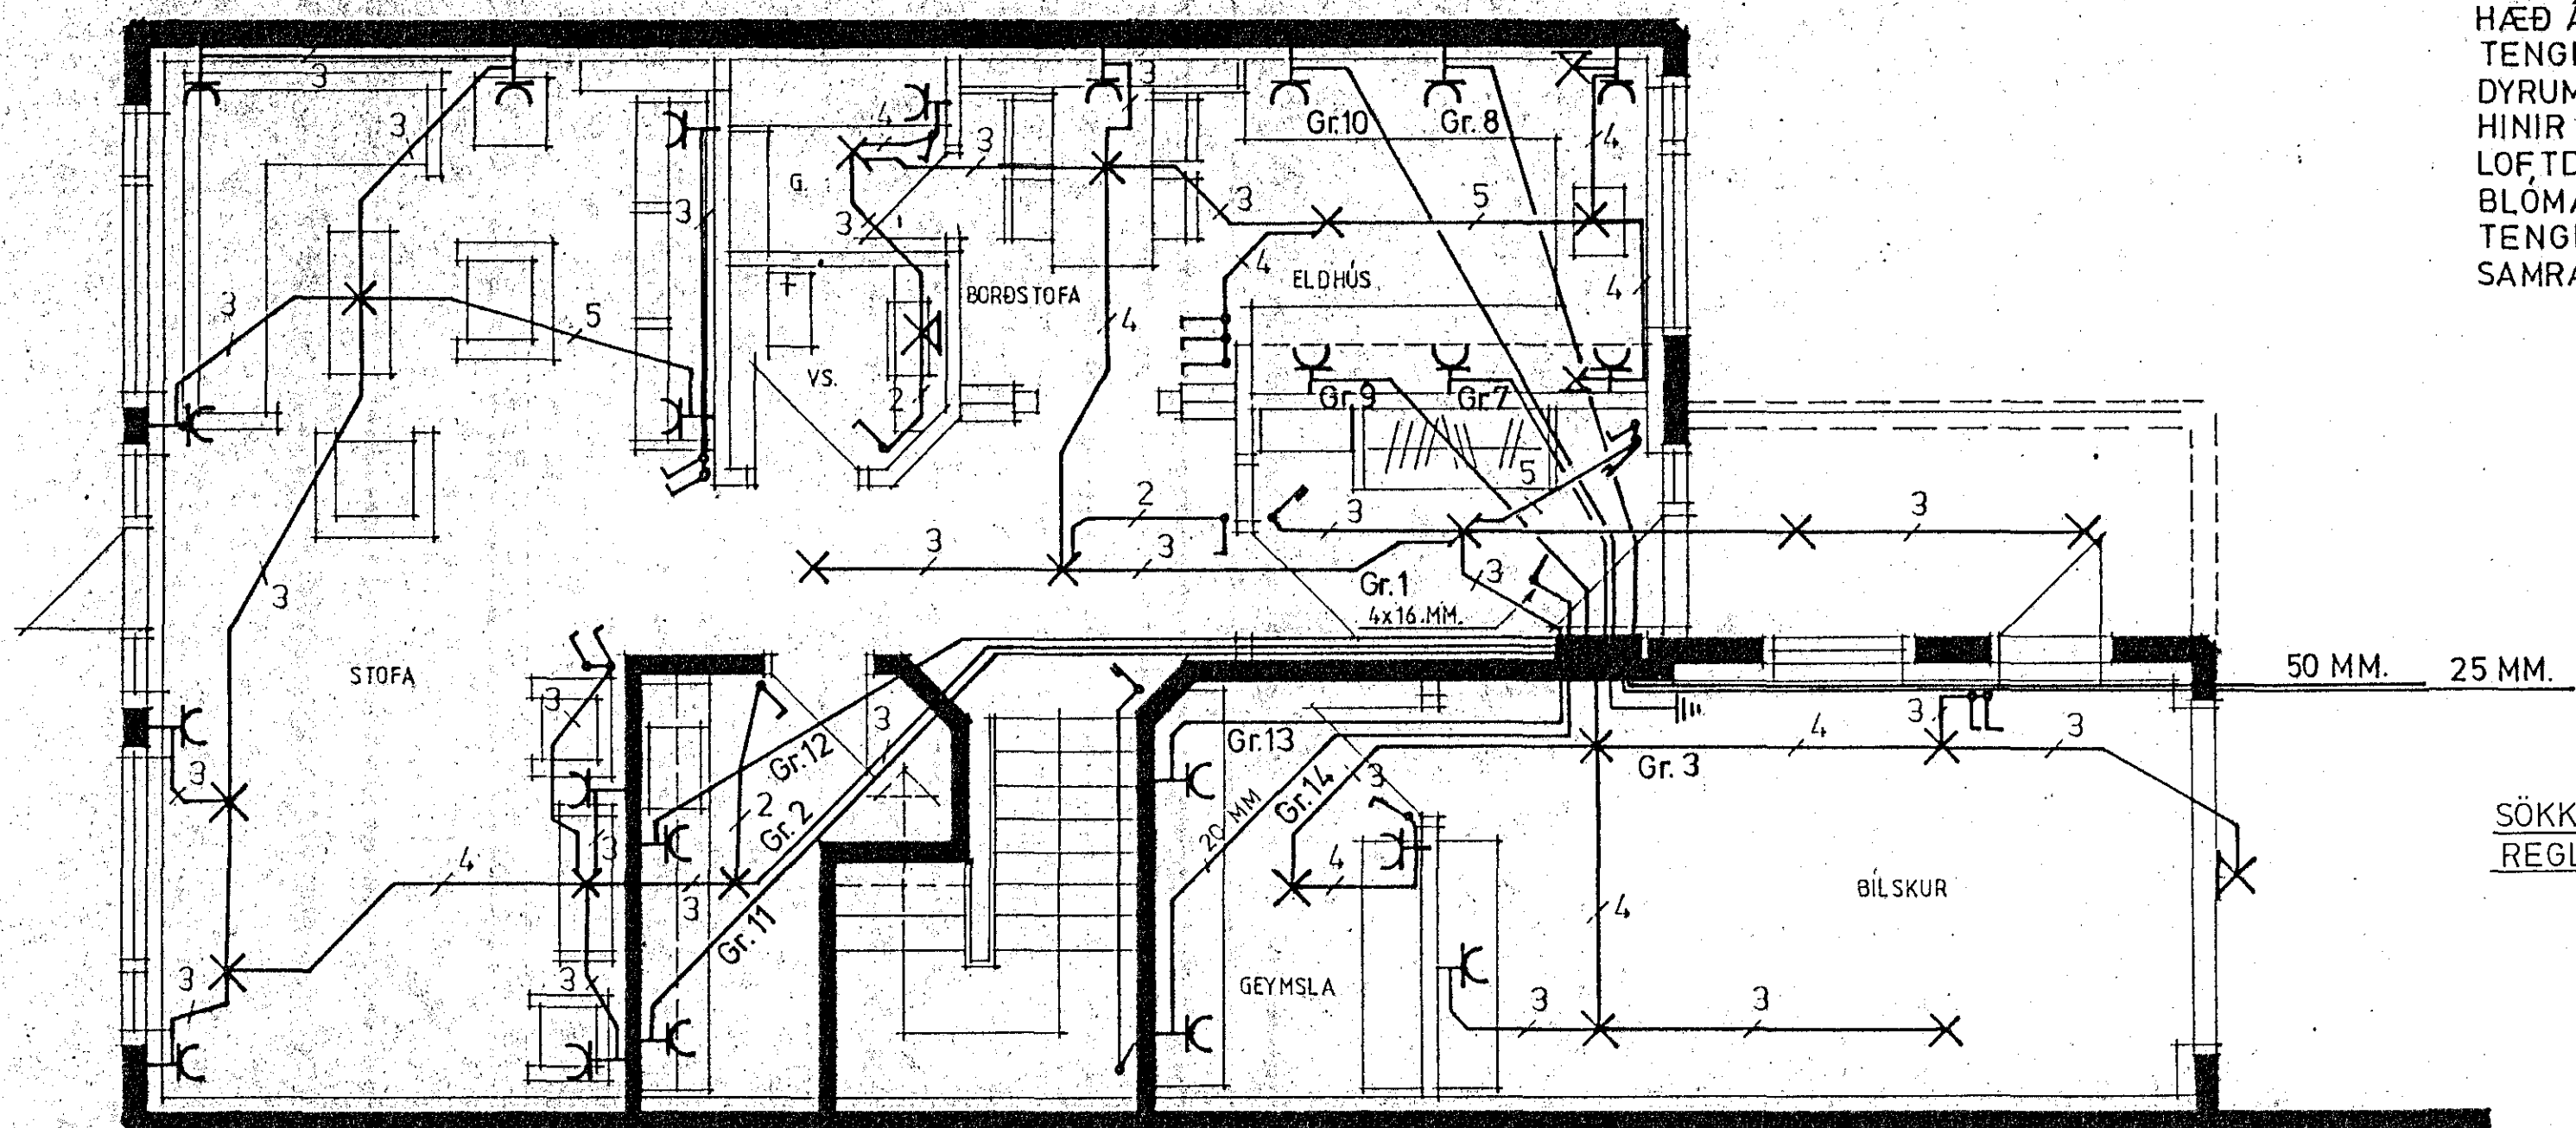 HÆÐ Á
TENGI
DYRUM
HINIR
LOFTD
BLÓMA
TENGI
SAMRA
3
3
3
3
4
3
3
Gr.10
Gr. 8
4
G.
3
3
3
5
3
5
BORÐSTOFA
4
4
ELDHÚS
4
VS.
2
Gr.9
Gr.7
5
2
3
3
3
3
3
3
Gr.1
4x16.MM.
STOFA
50 MM.
25 MM.
3
3
3
Gr.12
Gr.13
3
4
3
3
Gr. 3
3
2
Gr. 2
20 MM
Gr.14
SÖKK
REGL
3
4
4
3
Gr. 11
BÍLSKUR
4
3
3
GEYMSLA
3
3